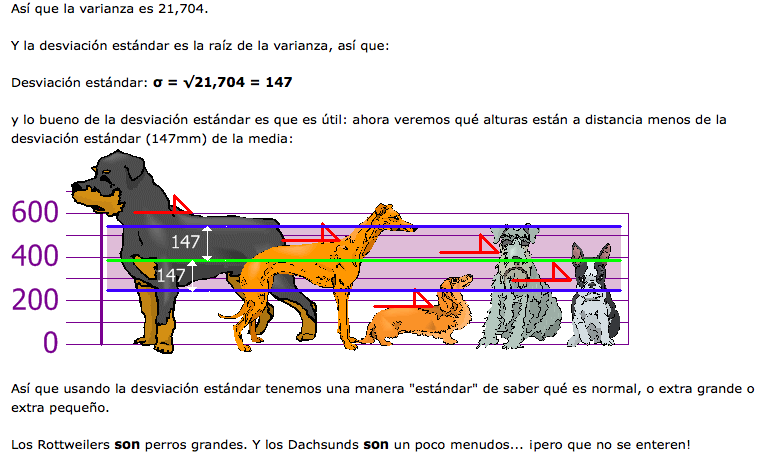 Así que la varianza es 21,704.
Y la desviación estándar es la raíz de la varianza, así que:
Desviación estándar: σ = √21,704 = 147
y lo bueno de la desviación estándar es que es útil: ahora veremos qué alturas están a distancia menos de la
desviación estándar (147mm) de la media:
600
400
200
0
147
147
Así que usando la desviación estándar tenemos una manera "estándar" de saber qué es normal, o extra grande o
extra pequeño.
Los Rottweilers son perros grandes. Y los Dachsunds son un poco menudos... ¡pero que no se enteren!